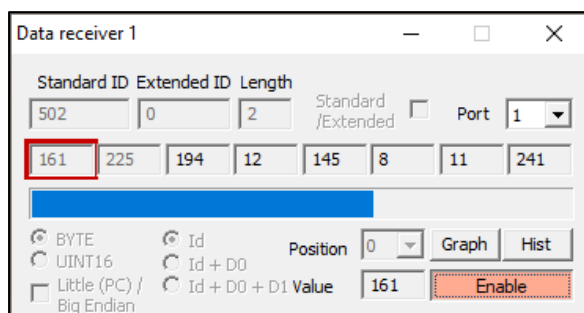 Data receiver 1
Standard ID Extended ID Length
502 0 2 Standard /Extended Port 1
161 225 194 12 145 8 11 241
BYTE Id Position 0 Graph Hist
UINT16 Id + D0
Little (PC) / Big Endian Id + D0 + D1 Value 161 Enable